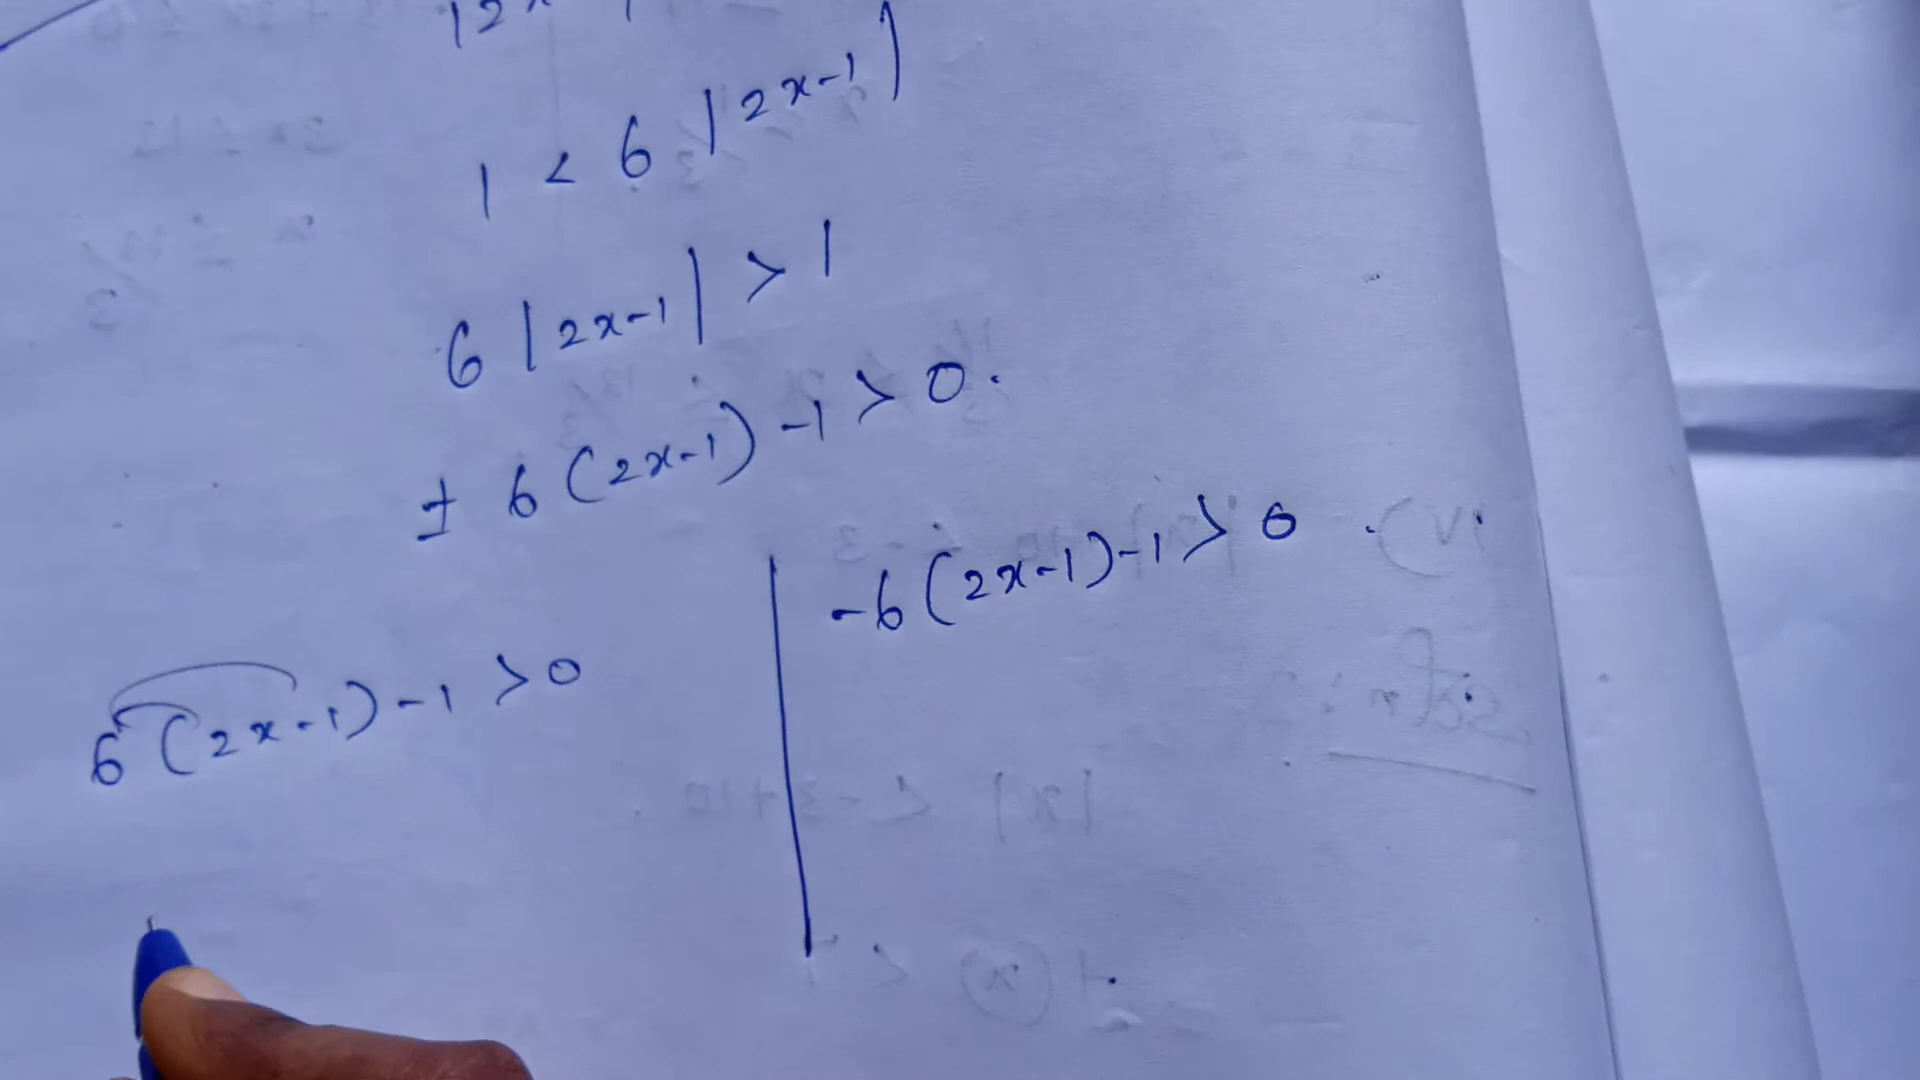 1 < 6 |2x-1|
6 |2x-1| > 1
± 6 (2x-1) -1 > 0.
6 (2x-1) -1 > 0
-6 (2x-1) -1 > 0